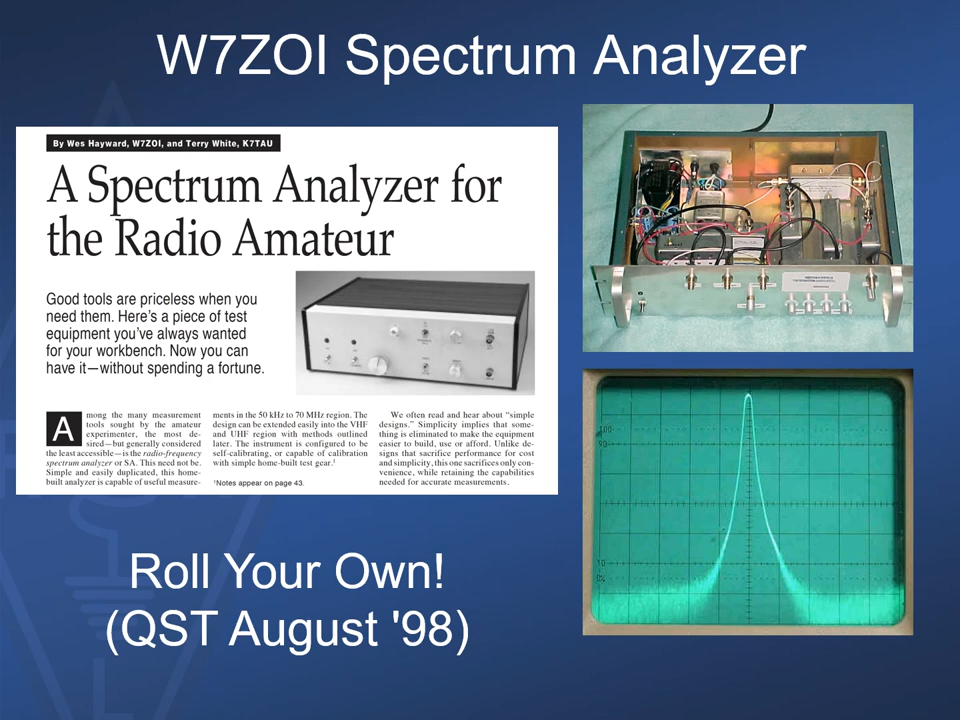 W7ZOI Spectrum Analyzer
By Wes Hayward, W7ZOI, and Terry White, K7TAU
A Spectrum Analyzer for
the Radio Amateur
Good tools are priceless when you
need them. Here's a piece of test
equipment you've always wanted
for your workbench. Now you can
have it—without spending a fortune.
A mong the many measurement
tools sought by the amateur
experimenter, the most de-
sired—but generally considered
the least accessible—is the radio-frequency
spectrum analyzer or SA. This need not be.
Simple and easily duplicated, this home-
built analyzer is capable of useful measure-
ments in the 50 kHz to 70 MHz region. The
design can be extended easily into the VHF
and UHF region with methods outlined
later. The instrument is configured to be
self-calibrating, or capable of calibration
with simple home-built test gear.¹
¹Notes appear on page 43.
We often read and hear about “simple
designs.” Simplicity implies that some-
thing is eliminated to make the equipment
easier to build, use or afford. Unlike de-
signs that sacrifice performance for cost
and simplicity, this one sacrifices only con-
venience, while retaining the capabilities
needed for accurate measurements.
100
90
10
0%
Roll Your Own!
(QST August '98)